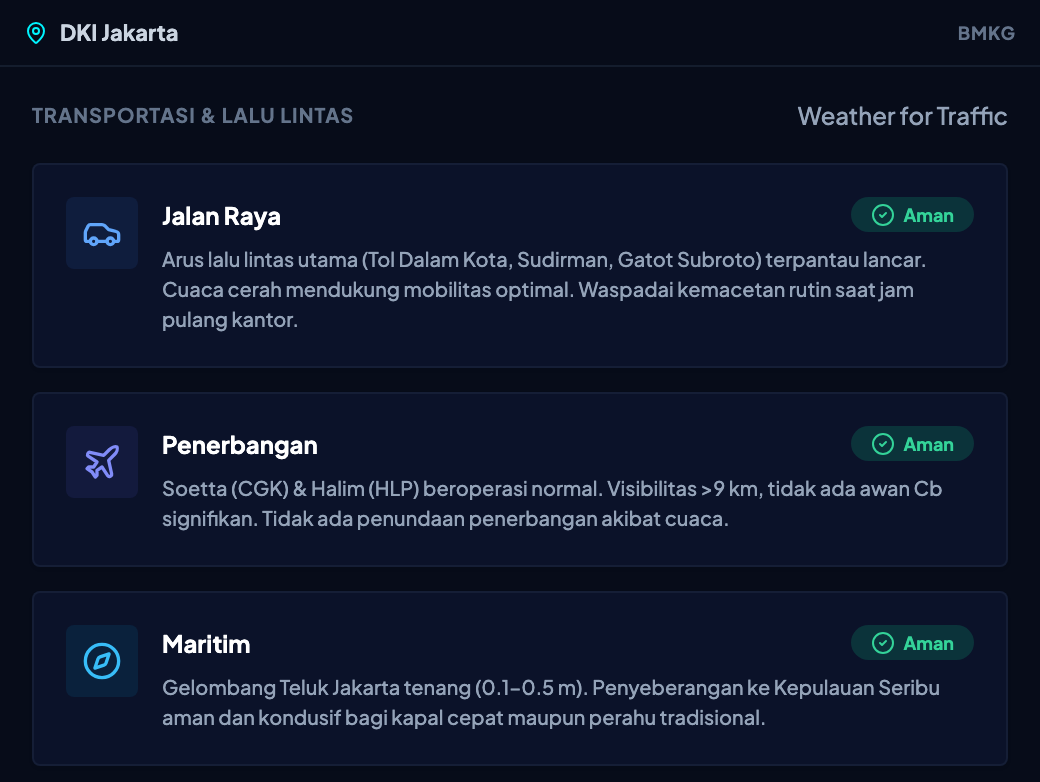 DKI Jakarta
BMKG
TRANSPORTASI & LALU LINTAS
Weather for Traffic
Jalan Raya
Aman
Arus lalu lintas utama (Tol Dalam Kota, Sudirman, Gatot Subroto) terpantau lancar.
Cuaca cerah mendukung mobilitas optimal. Waspadai kemacetan rutin saat jam
pulang kantor.
Penerbangan
Aman
Soetta (CGK) & Halim (HLP) beroperasi normal. Visibilitas >9 km, tidak ada awan Cb
signifikan. Tidak ada penundaan penerbangan akibat cuaca.
Maritim
Aman
Gelombang Teluk Jakarta tenang (0.1–0.5 m). Penyeberangan ke Kepulauan Seribu
aman dan kondusif bagi kapal cepat maupun perahu tradisional.